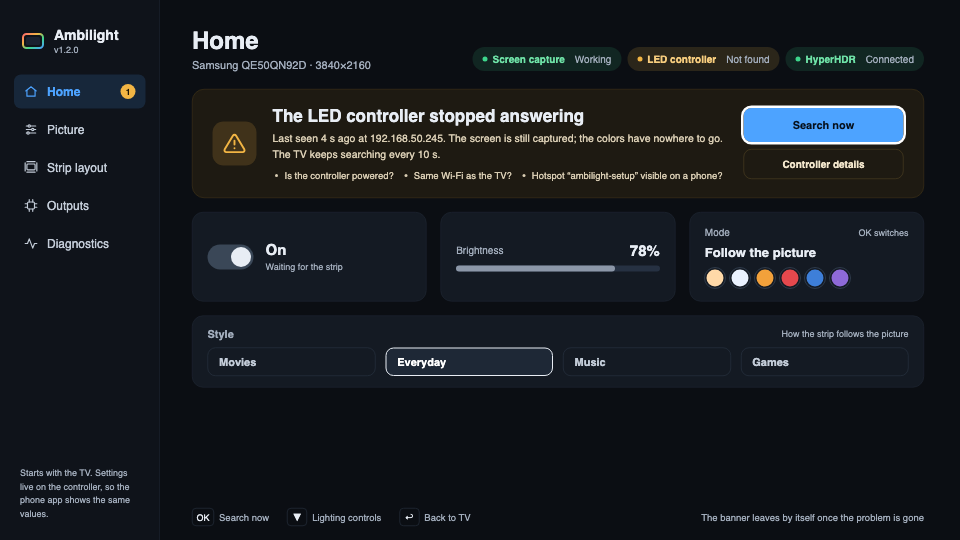 Ambilight
v1.2.0
Home
1
Picture
Strip layout
Outputs
Diagnostics
Starts with the TV. Settings
live on the controller, so the
phone app shows the same
values.
Home
Samsung QE50QN92D · 3840×2160
Screen capture Working
LED controller Not found
HyperHDR Connected
The LED controller stopped answering
Last seen 4 s ago at 192.168.50.245. The screen is still captured; the colors have nowhere to go.
The TV keeps searching every 10 s.
• Is the controller powered? • Same Wi-Fi as the TV? • Hotspot “ambilight-setup” visible on a phone?
Search now
Controller details
On
Waiting for the strip
Brightness 78%
Mode OK switches
Follow the picture
Style How the strip follows the picture
Movies Everyday Music Games
OK Search now ▼ Lighting controls ↩ Back to TV The banner leaves by itself once the problem is gone